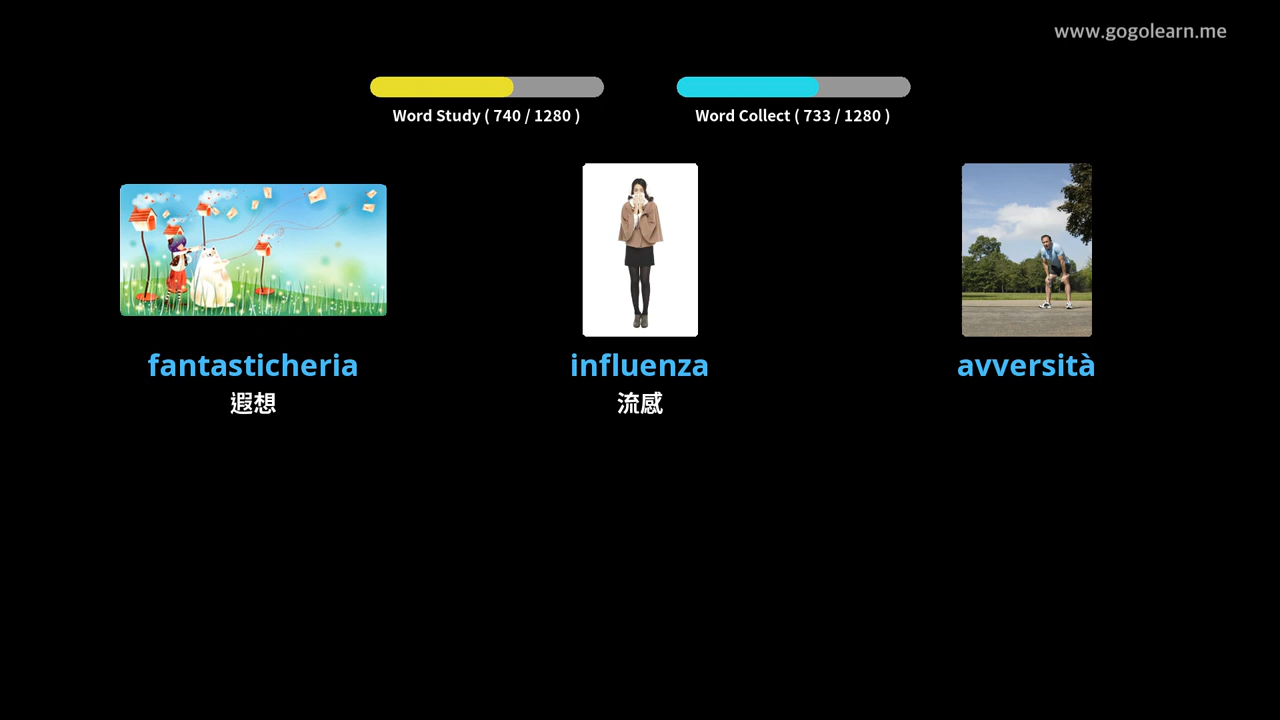 www.gogolearn.me
Word Study ( 740 / 1280 )
Word Collect ( 733 / 1280 )
fantasticheria
influenza
avversità
遐想
流感